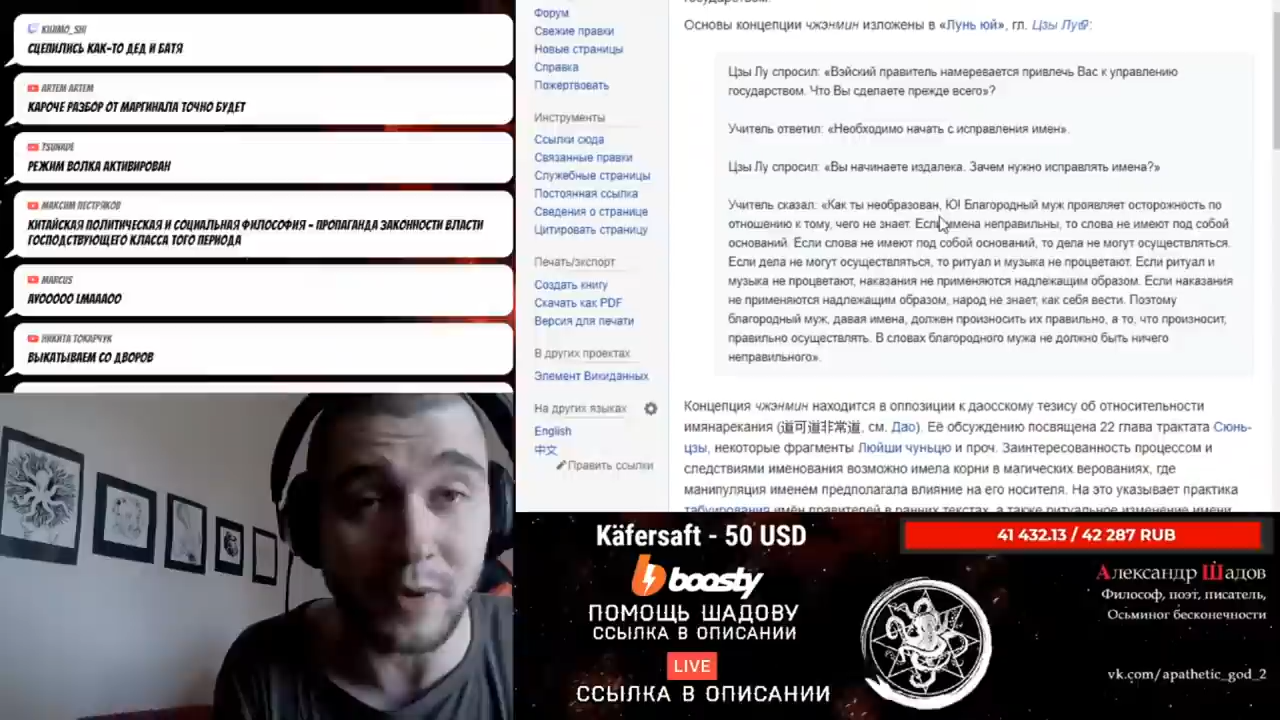 KIJIMO_SHI
СЦЕПИЛИСЬ КАК-ТО ДЕД И БАТЯ
ARTEM ARTEM
КАРОЧЕ РАЗБОР ОТ МАРГИНАЛА ТОЧНО БУДЕТ
TSUNADE
РЕЖИМ ВОЛКА АКТИВИРОВАН
МАКСИМ ПЕСТРЯКОВ
КИТАЙСКАЯ ПОЛИТИЧЕСКАЯ И СОЦИАЛЬНАЯ ФИЛОСОФИЯ - ПРОПАГАНДА ЗАКОННОСТИ ВЛАСТИ
ГОСПОДСТВУЮЩЕГО КЛАССА ТОГО ПЕРИОДА
MARCUS
AYOOOOO LMAAAOO
НИКИТА ТОКАРЧУК
ВЫКАТЫВАЕМ СО ДВОРОВ
Форум
Свежие правки
Новые страницы
Справка
Пожертвовать
Инструменты
Ссылки сюда
Связанные правки
Служебные страницы
Постоянная ссылка
Сведения о странице
Цитировать страницу
Печать/экспорт
Создать книгу
Скачать как PDF
Версия для печати
В других проектах
Элемент Викиданных
На других языках
English
中文
Править ссылки
Основы концепции чжэнмин изложены в «Лунь юй», гл. Цзы Лу:
Цзы Лу спросил: «Вэйский правитель намеревается привлечь Вас к управлению
государством. Что Вы сделаете прежде всего»?
Учитель ответил: «Необходимо начать с исправления имен».
Цзы Лу спросил: «Вы начинаете издалека. Зачем нужно исправлять имена?»
Учитель сказал: «Как ты необразован, Ю! Благородный муж проявляет осторожность по
отношению к тому, чего не знает. Если имена неправильны, то слова не имеют под собой
оснований. Если слова не имеют под собой оснований, то дела не могут осуществляться.
Если дела не могут осуществляться, то ритуал и музыка не процветают. Если ритуал и
музыка не процветают, наказания не применяются надлежащим образом. Если наказания
не применяются надлежащим образом, народ не знает, как себя вести. Поэтому
благородный муж, давая имена, должен произносить их правильно, а то, что произносит,
правильно осуществлять. В словах благородного мужа не должно быть ничего
неправильного».
Концепция чжэнмин находится в оппозиции к даосскому тезису об относительности
имянарекания (道可道非常道, см. Дао). Её обсуждению посвящена 22 глава трактата Сюнь-
цзы, некоторые фрагменты Люйши чуньцю и проч. Заинтересованность процессом и
следствиями именования возможно имела корни в магических верованиях, где
манипуляция именем предполагала влияние на его носителя. На это указывает практика
табуирования имён правителей в ранних текстах, а также ритуальное изменение имени
Käfersaft - 50 USD
boosty
ПОМОЩЬ ШАДОВУ
ССЫЛКА В ОПИСАНИИ
LIVE
ССЫЛКА В ОПИСАНИИ
41 432.13 / 42 287 RUB
Александр Шадов
Философ, поэт, писатель,
Осьминог бесконечности
vk.com/apathetic_god_2